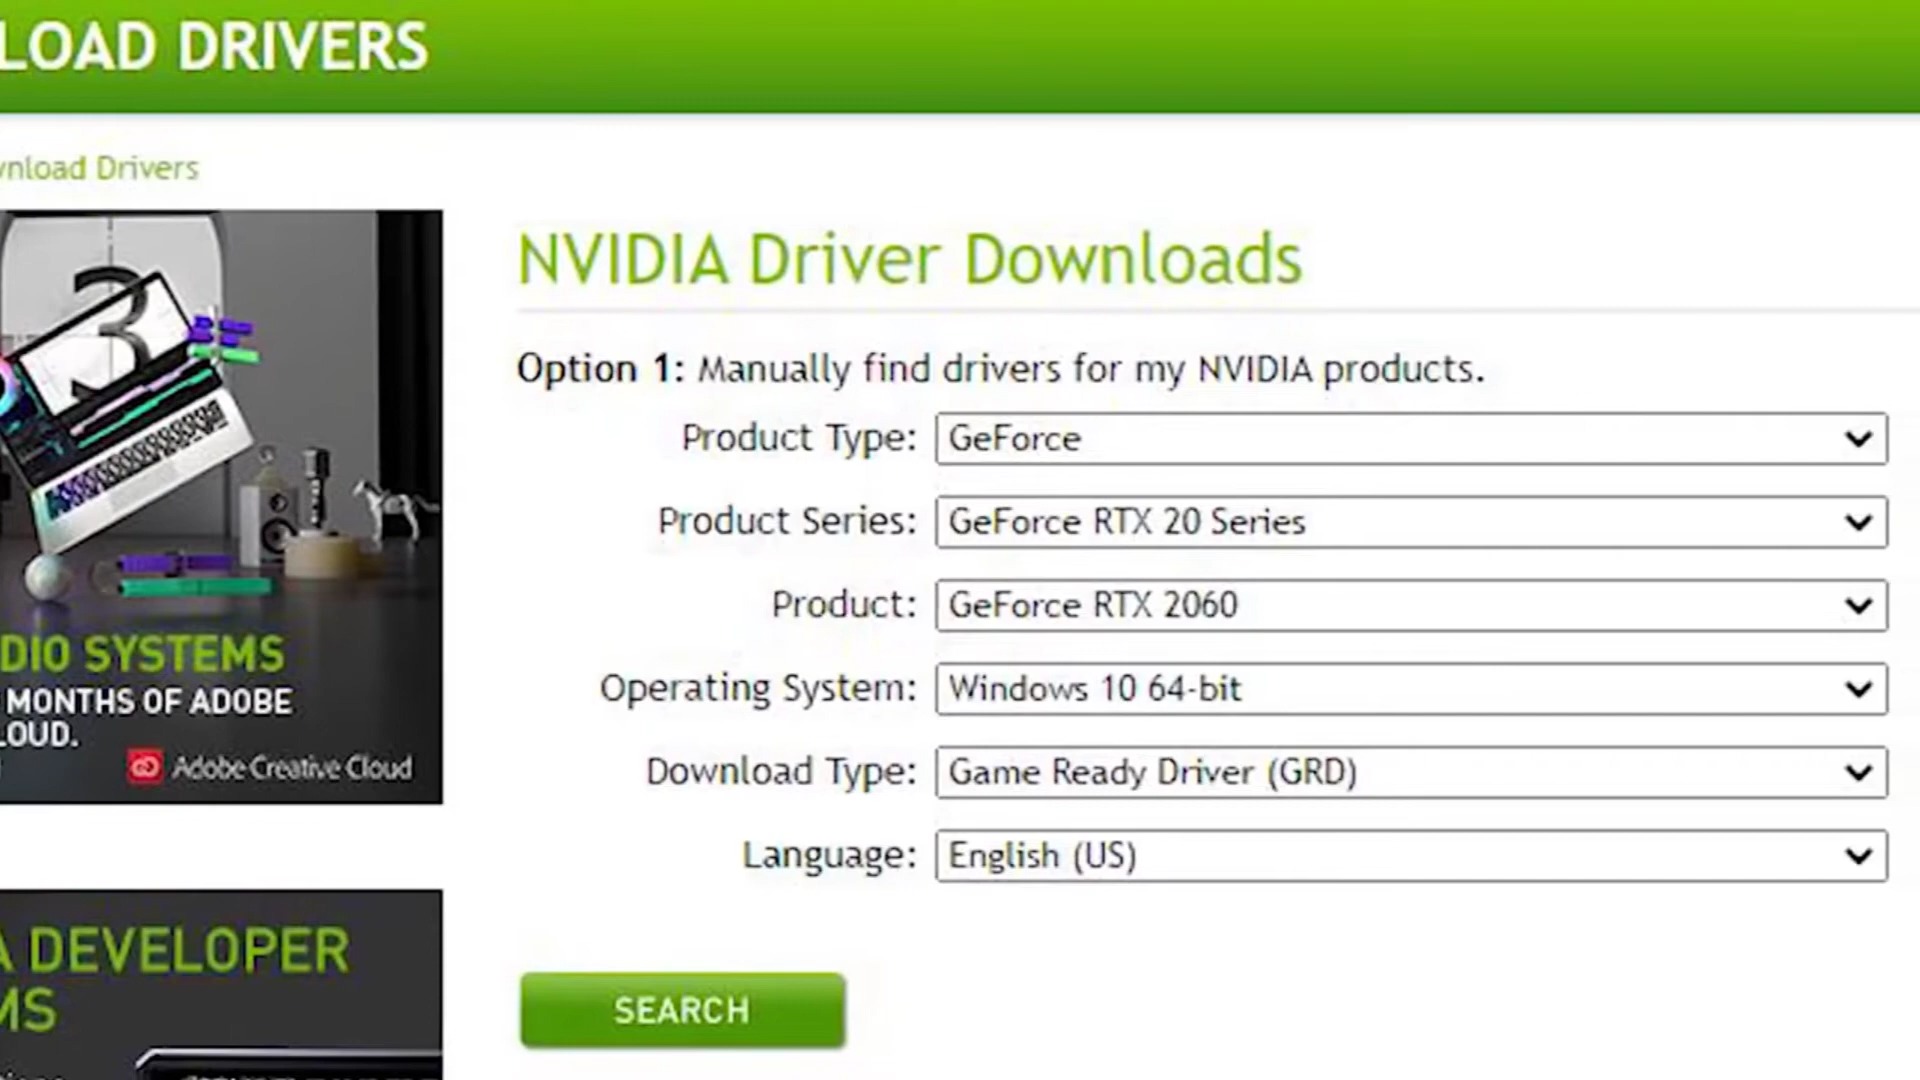 LOAD DRIVERS
nload Drivers
NVIDIA Driver Downloads
Option 1: Manually find drivers for my NVIDIA products.
Product Type: GeForce
Product Series: GeForce RTX 20 Series
Product: GeForce RTX 2060
Operating System: Windows 10 64-bit
Download Type: Game Ready Driver (GRD)
Language: English (US)
SEARCH
3
DIO SYSTEMS
MONTHS OF ADOBE
LOUD.
Adobe Creative Cloud
A DEVELOPER
MS